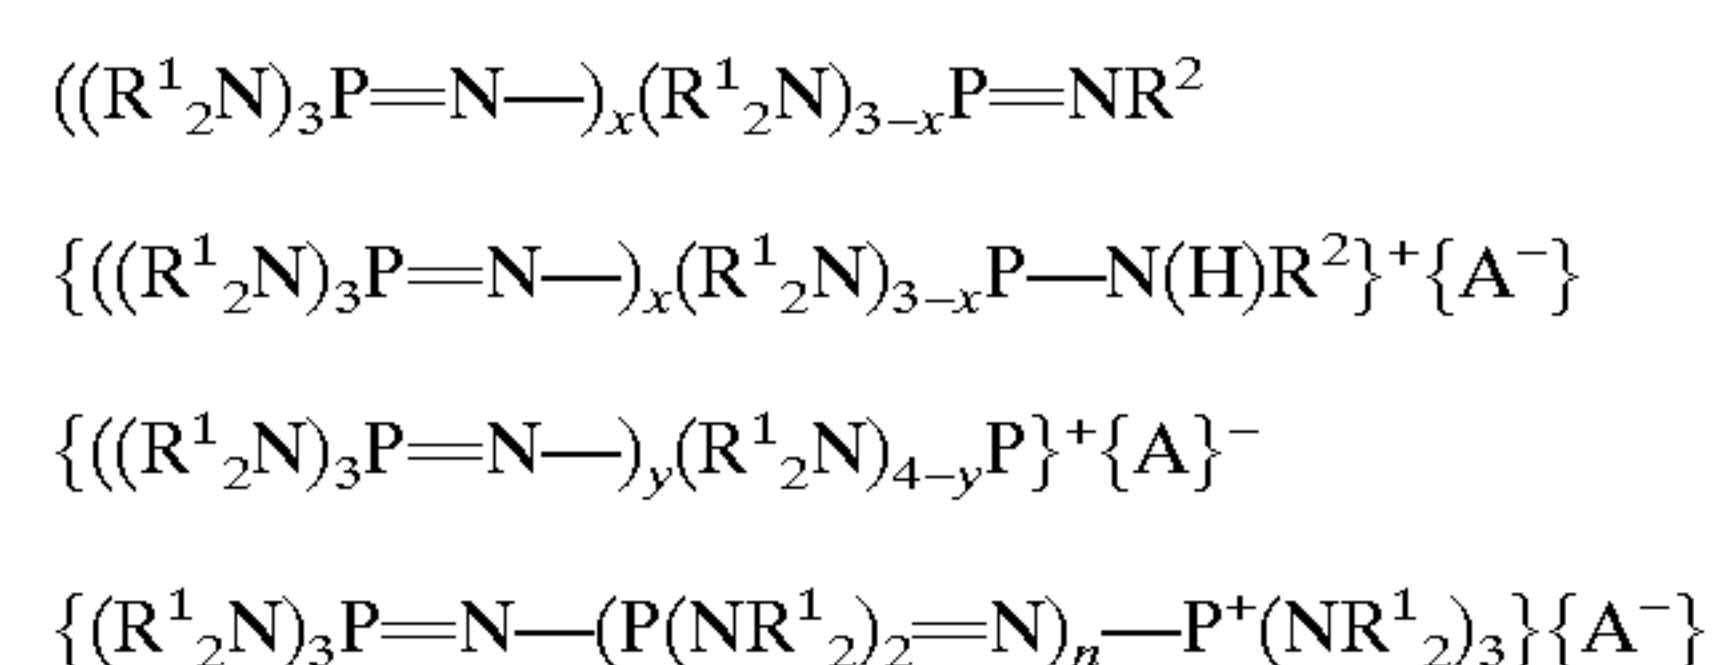 ((R¹₂N)₃P═N—)ₓ(R¹₂N)₃₋ₓP═NR²
{((R¹₂N)₃P═N—)ₓ(R¹₂N)₃₋ₓP—N(H)R²}⁺{A⁻}
{((R¹₂N)₃P═N—)y(R¹₂N)₄₋yP}⁺{A}⁻
{(R¹₂N)₃P═N—(P(NR¹₂)₂═N)ₙ—P⁺(NR¹₂)₃}{A⁻}